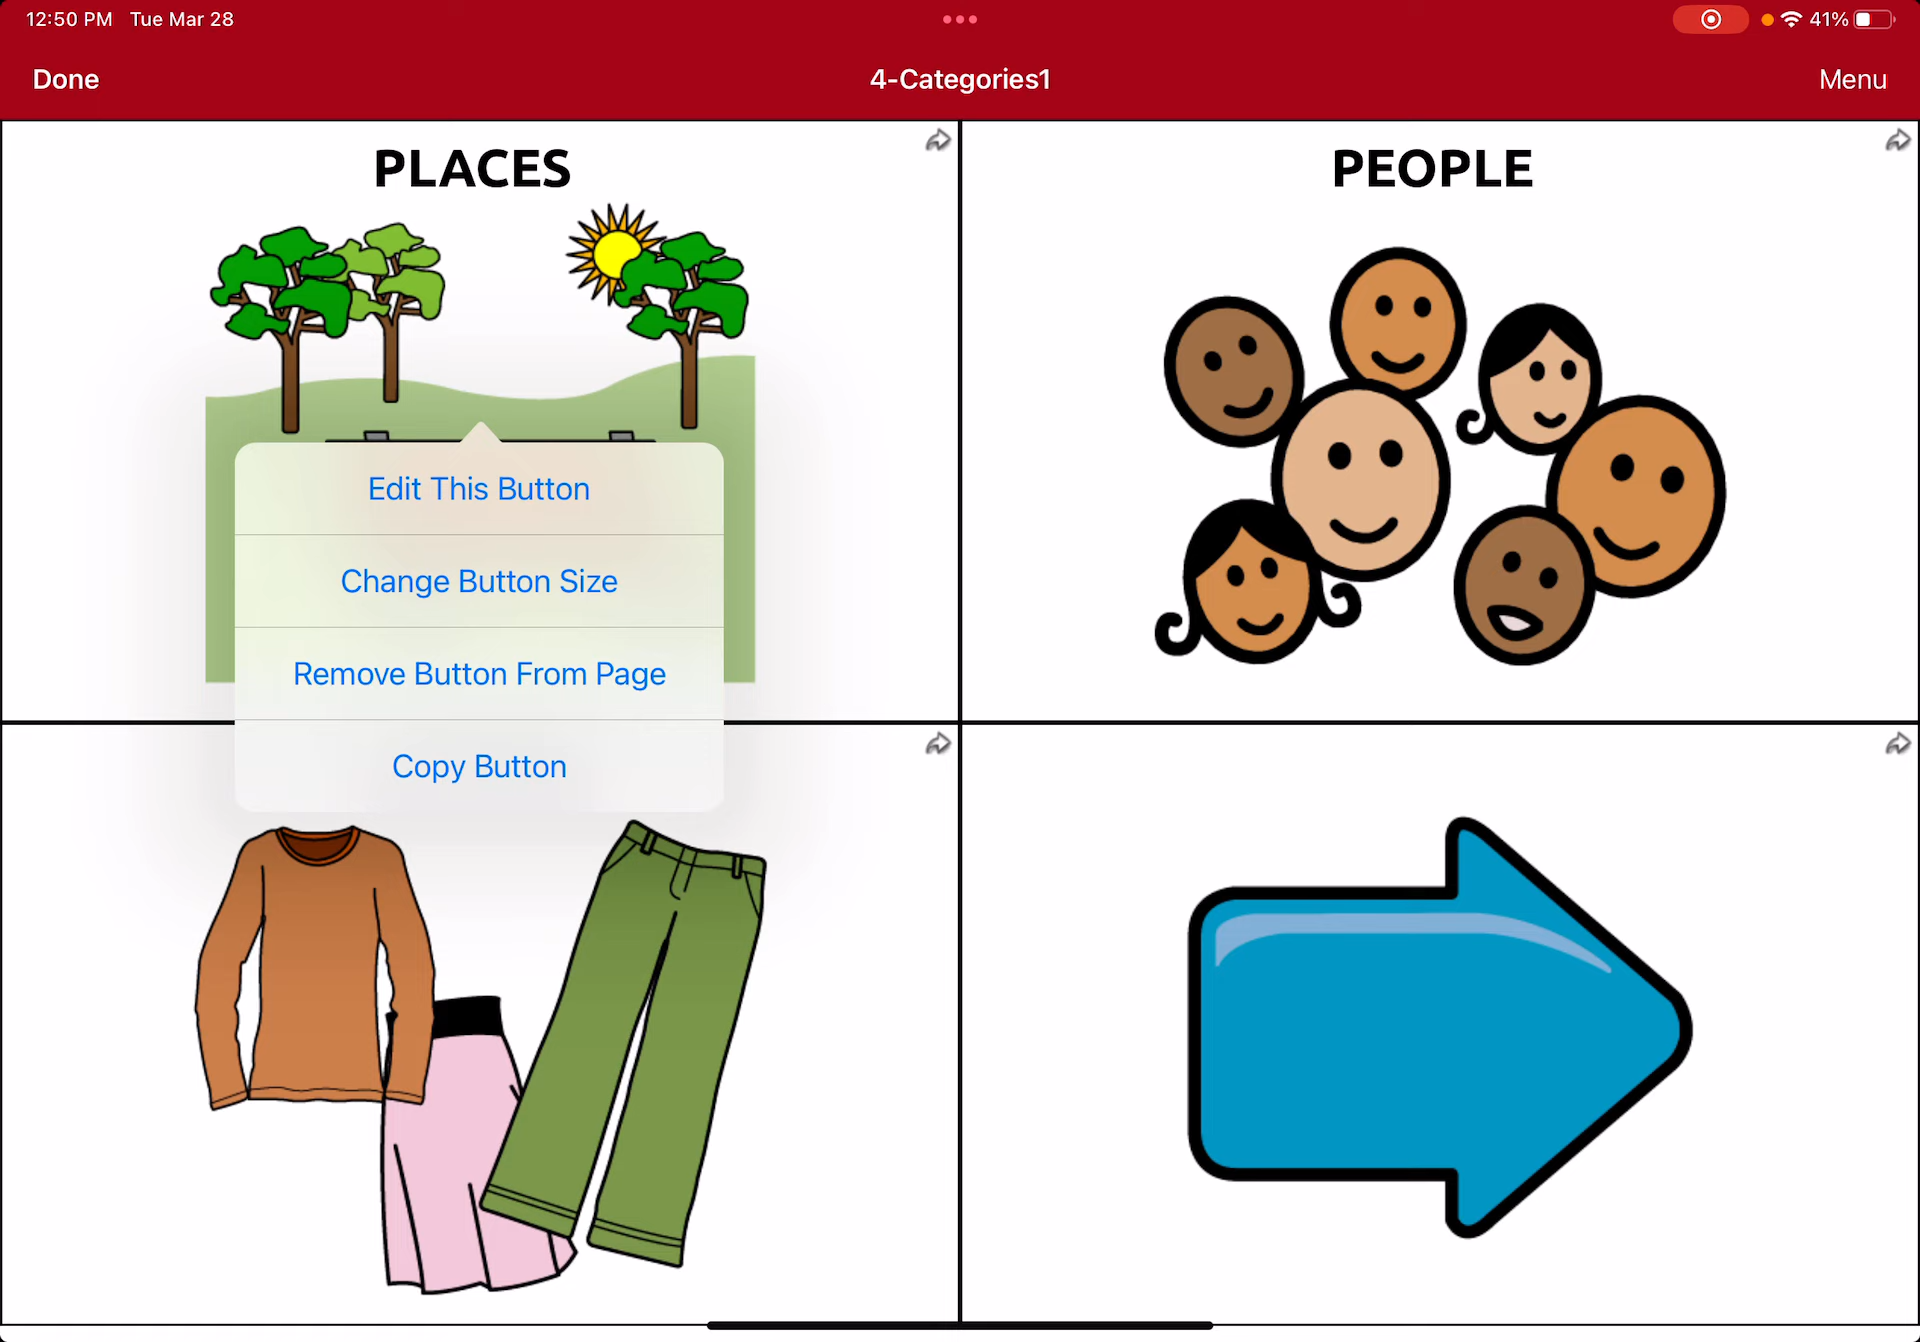 12:50 PM Tue Mar 28
41%
Done
4-Categories1
Menu
PLACES
PEOPLE
Edit This Button
Change Button Size
Remove Button From Page
Copy Button